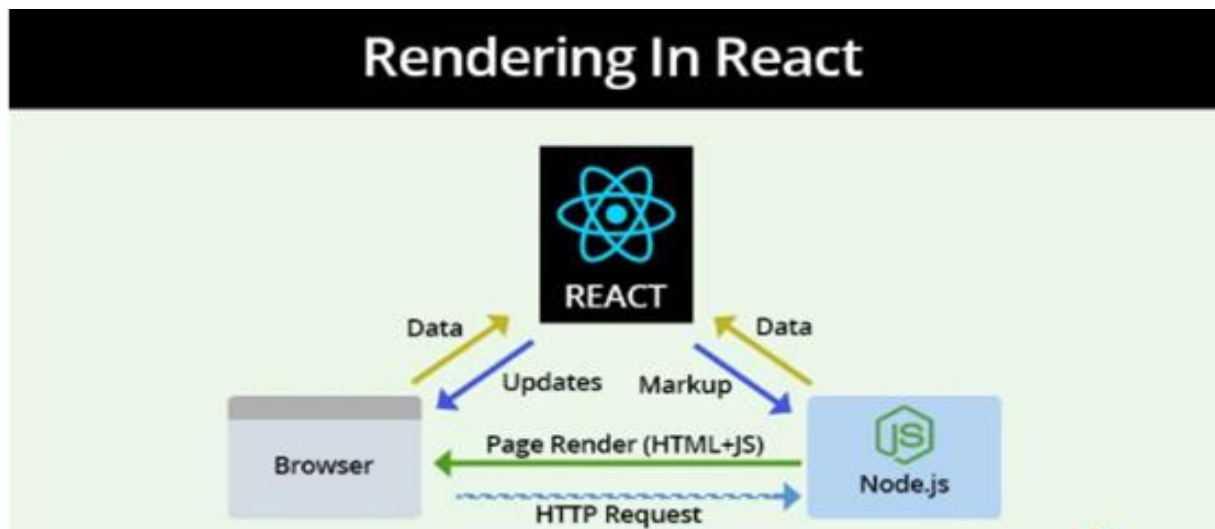 Rendering In React
REACT
Data
Data
Updates
Markup
JS
Page Render (HTML+JS)
Browser
Node.js
HTTP Request